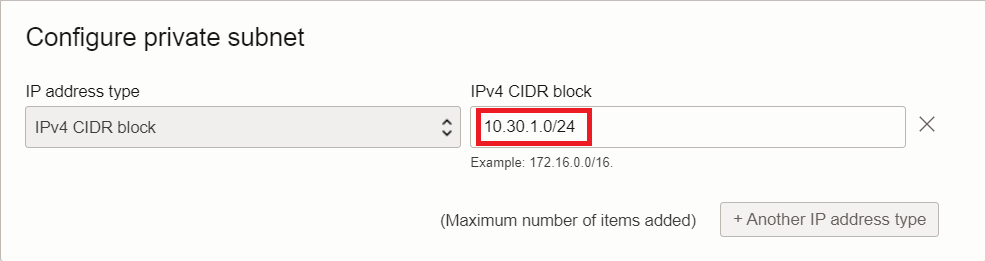 Configure private subnet
IP address type
IPv4 CIDR block
IPv4 CIDR block
10.30.1.0/24
Example: 172.16.0.0/16.
(Maximum number of items added)
+ Another IP address type